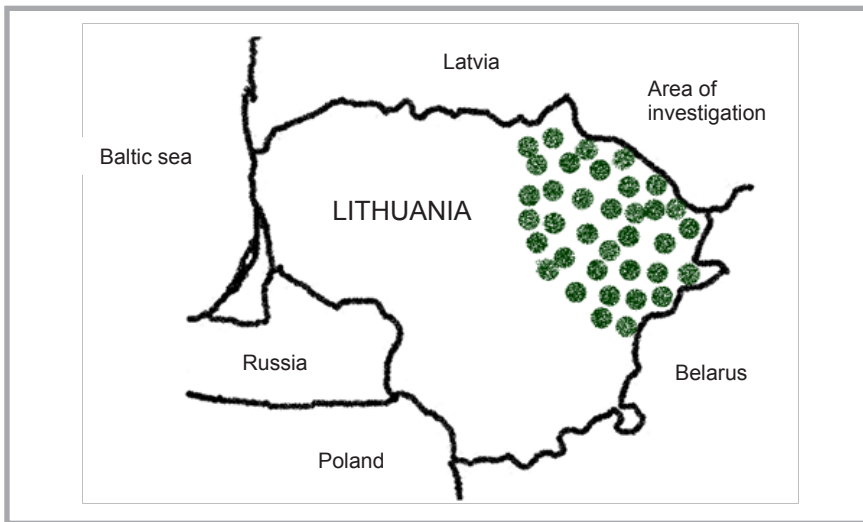 Latvia
Area of
investigation
Baltic sea
LITHUANIA
Russia
Belarus
Poland